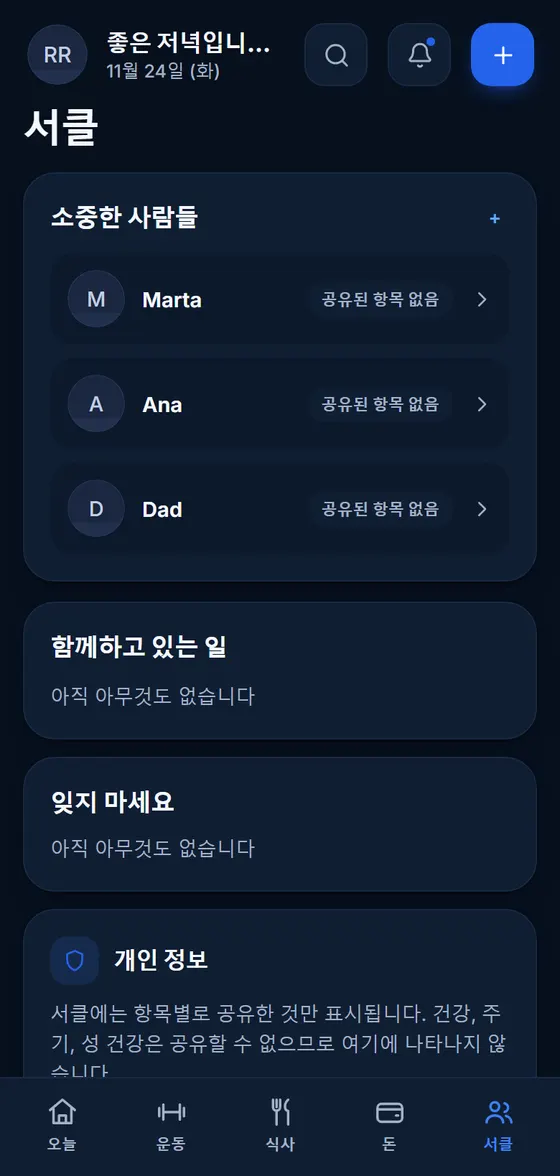 RR
좋은 저녁입니...
11월 24일 (화)
서클
소중한 사람들
+
M
Marta
공유된 항목 없음
A
Ana
공유된 항목 없음
D
Dad
공유된 항목 없음
함께하고 있는 일
아직 아무것도 없습니다
잊지 마세요
아직 아무것도 없습니다
개인 정보
서클에는 항목별로 공유한 것만 표시됩니다. 건강, 주
기, 성 건강은 공유할 수 없으므로 여기에 나타나지 않
습니다
오늘
운동
식사
돈
서클